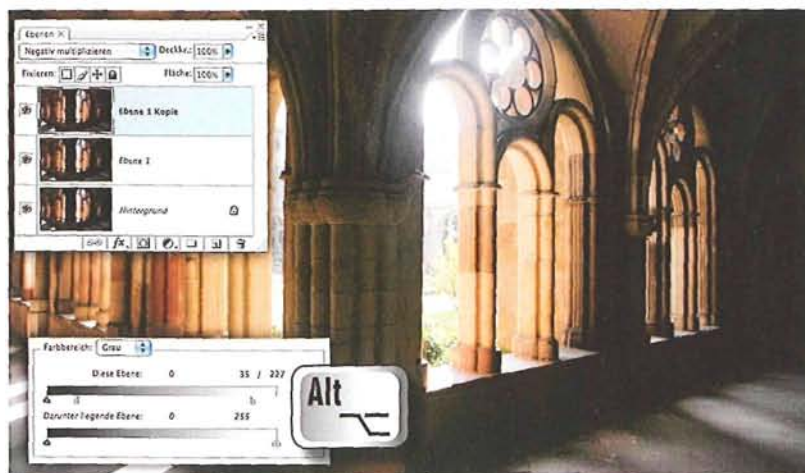 Ebenen ×
Negativ multiplizieren Deckkr.: 100%
Fixieren: Fläche: 100%
Ebene 1 Kopie
Ebene 1
Hintergrund
fx.
Farbbereich: Grau
Diese Ebene: 0 35 / 227
Darunter liegende Ebene: 0 255
Alt